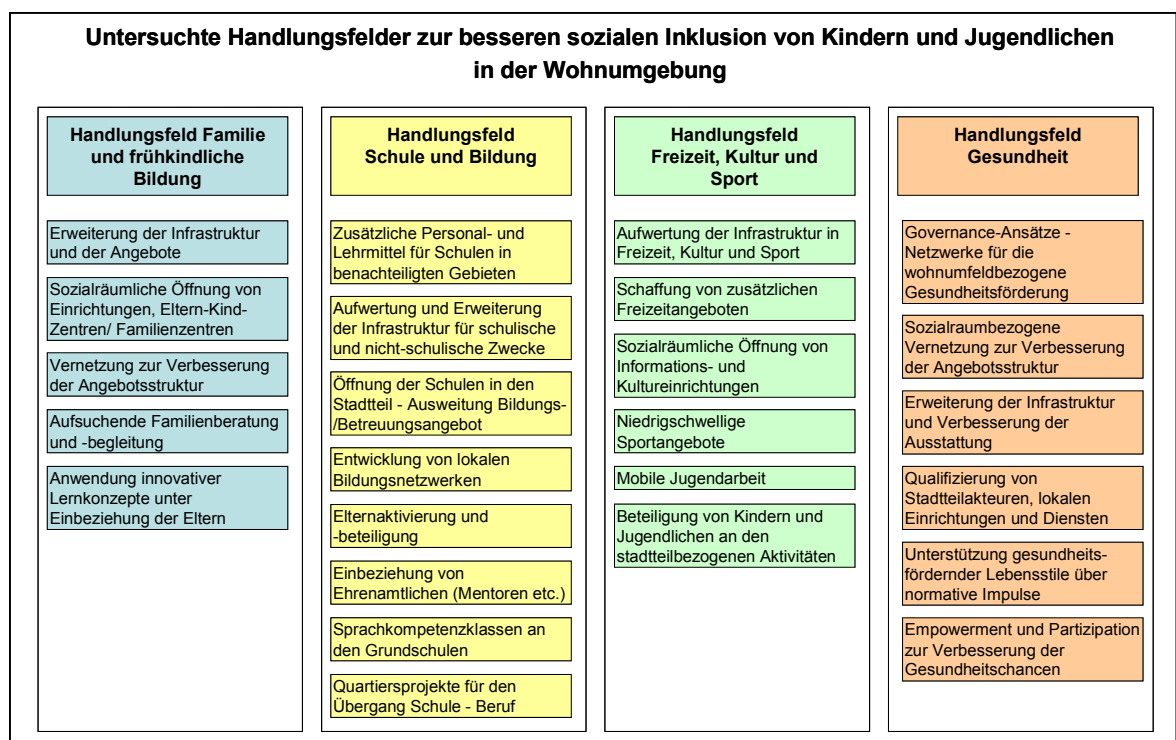 Untersuchte Handlungsfelder zur besseren sozialen Inklusion von Kindern und Jugendlichen
in der Wohnumgebung
Handlungsfeld Familie
und frühkindliche
Bildung
Erweiterung der Infrastruktur
und der Angebote
Sozialräumliche Öffnung von
Einrichtungen, Eltern-Kind-
Zentren/ Familienzentren
Vernetzung zur Verbesserung
der Angebotsstruktur
Aufsuchende Familienberatung
und -begleitung
Anwendung innovativer
Lernkonzepte unter
Einbeziehung der Eltern
Handlungsfeld
Schule und Bildung
Zusätzliche Personal- und
Lehrmittel für Schulen in
benachteiligten Gebieten
Aufwertung und Erweiterung
der Infrastruktur für schulische
und nicht-schulische Zwecke
Öffnung der Schulen in den
Stadtteil - Ausweitung Bildungs-
/Betreuungsangebot
Entwicklung von lokalen
Bildungsnetzwerken
Elternaktivierung und
-beteiligung
Einbeziehung von
Ehrenamtlichen (Mentoren etc.)
Sprachkompetenzklassen an
den Grundschulen
Quartiersprojekte für den
Übergang Schule - Beruf
Handlungsfeld
Freizeit, Kultur und
Sport
Aufwertung der Infrastruktur in
Freizeit, Kultur und Sport
Schaffung von zusätzlichen
Freizeitangeboten
Sozialräumliche Öffnung von
Informations- und
Kultureinrichtungen
Niedrigschwellige
Sportangebote
Mobile Jugendarbeit
Beteiligung von Kindern und
Jugendlichen an den
stadtteilbezogenen Aktivitäten
Handlungsfeld
Gesundheit
Governance-Ansätze -
Netzwerke für die
wohnumfeldbezogene
Gesundheitsförderung
Sozialraumbezogene
Vernetzung zur Verbesserung
der Angebotsstruktur
Erweiterung der Infrastruktur
und Verbesserung der
Ausstattung
Qualifizierung von
Stadtteilakteuren, lokalen
Einrichtungen und Diensten
Unterstützung gesundheits-
fördernder Lebensstile über
normative Impulse
Empowerment und Partizipation
zur Verbesserung der
Gesundheitschancen